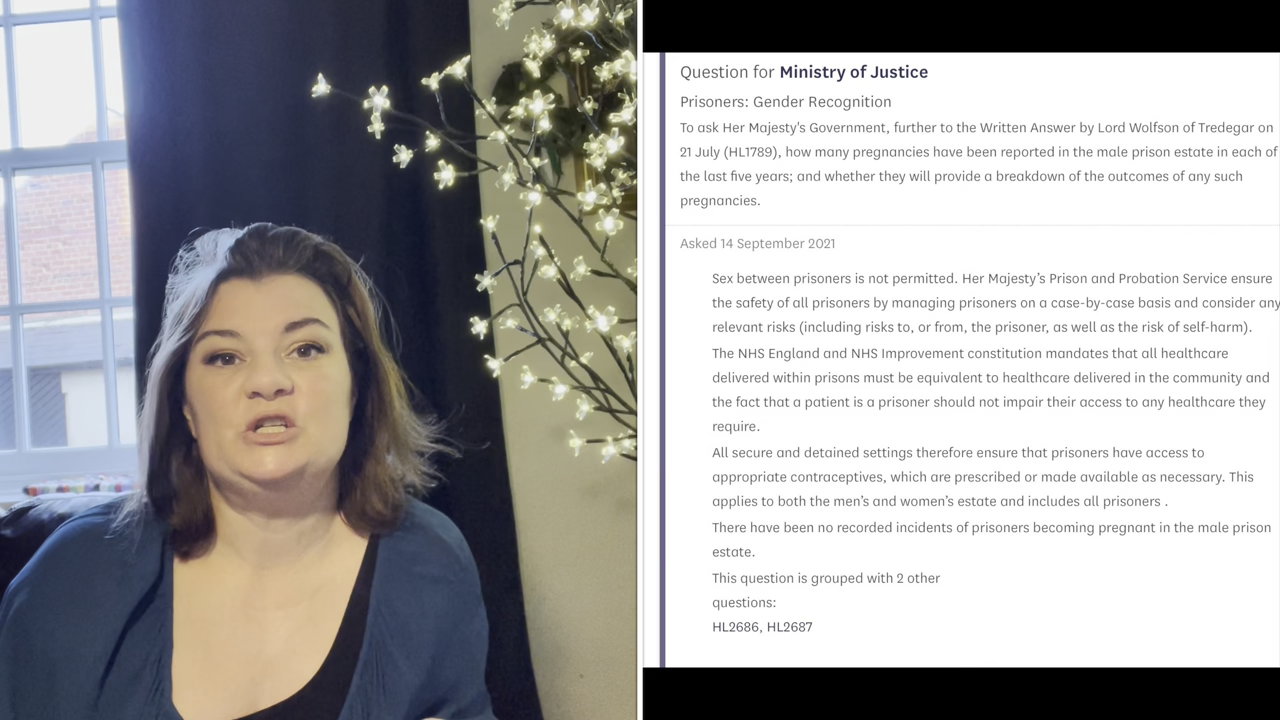 Question for Ministry of Justice
Prisoners: Gender Recognition
To ask Her Majesty's Government, further to the Written Answer by Lord Wolfson of Tredegar on
21 July (HL1789), how many pregnancies have been reported in the male prison estate in each of
the last five years; and whether they will provide a breakdown of the outcomes of any such
pregnancies.
Asked 14 September 2021
Sex between prisoners is not permitted. Her Majesty’s Prison and Probation Service ensure
the safety of all prisoners by managing prisoners on a case-by-case basis and consider any
relevant risks (including risks to, or from, the prisoner, as well as the risk of self-harm).
The NHS England and NHS Improvement constitution mandates that all healthcare
delivered within prisons must be equivalent to healthcare delivered in the community and
the fact that a patient is a prisoner should not impair their access to any healthcare they
require.
All secure and detained settings therefore ensure that prisoners have access to
appropriate contraceptives, which are prescribed or made available as necessary. This
applies to both the men’s and women’s estate and includes all prisoners .
There have been no recorded incidents of prisoners becoming pregnant in the male prison
estate.
This question is grouped with 2 other
questions:
HL2686, HL2687